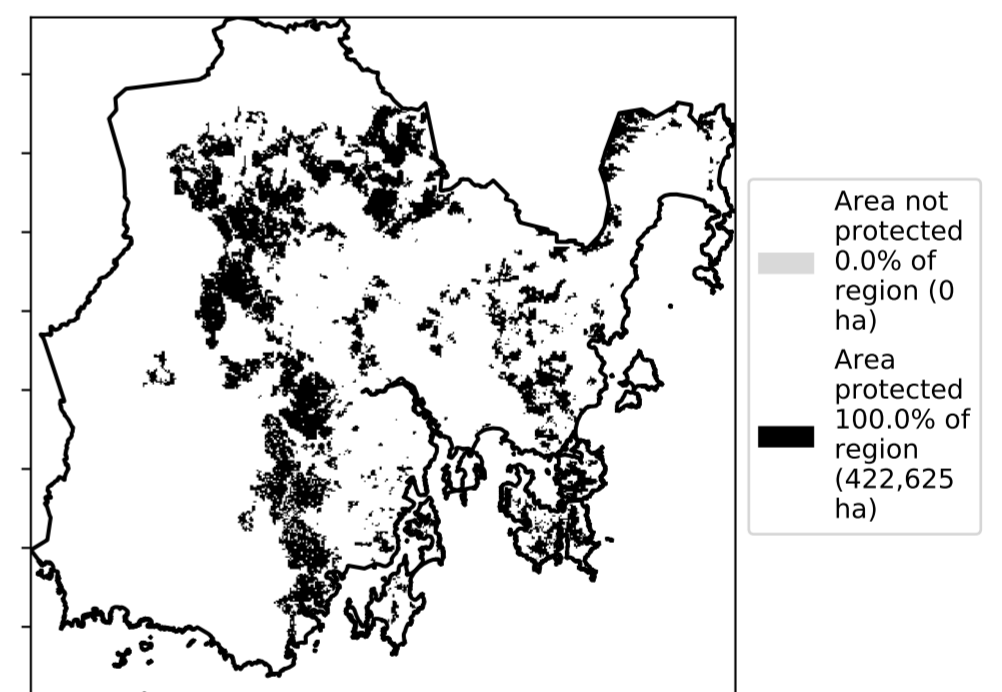 Area not
protected
0.0% of
region (0
ha)
Area
protected
100.0% of
region
(422,625
ha)